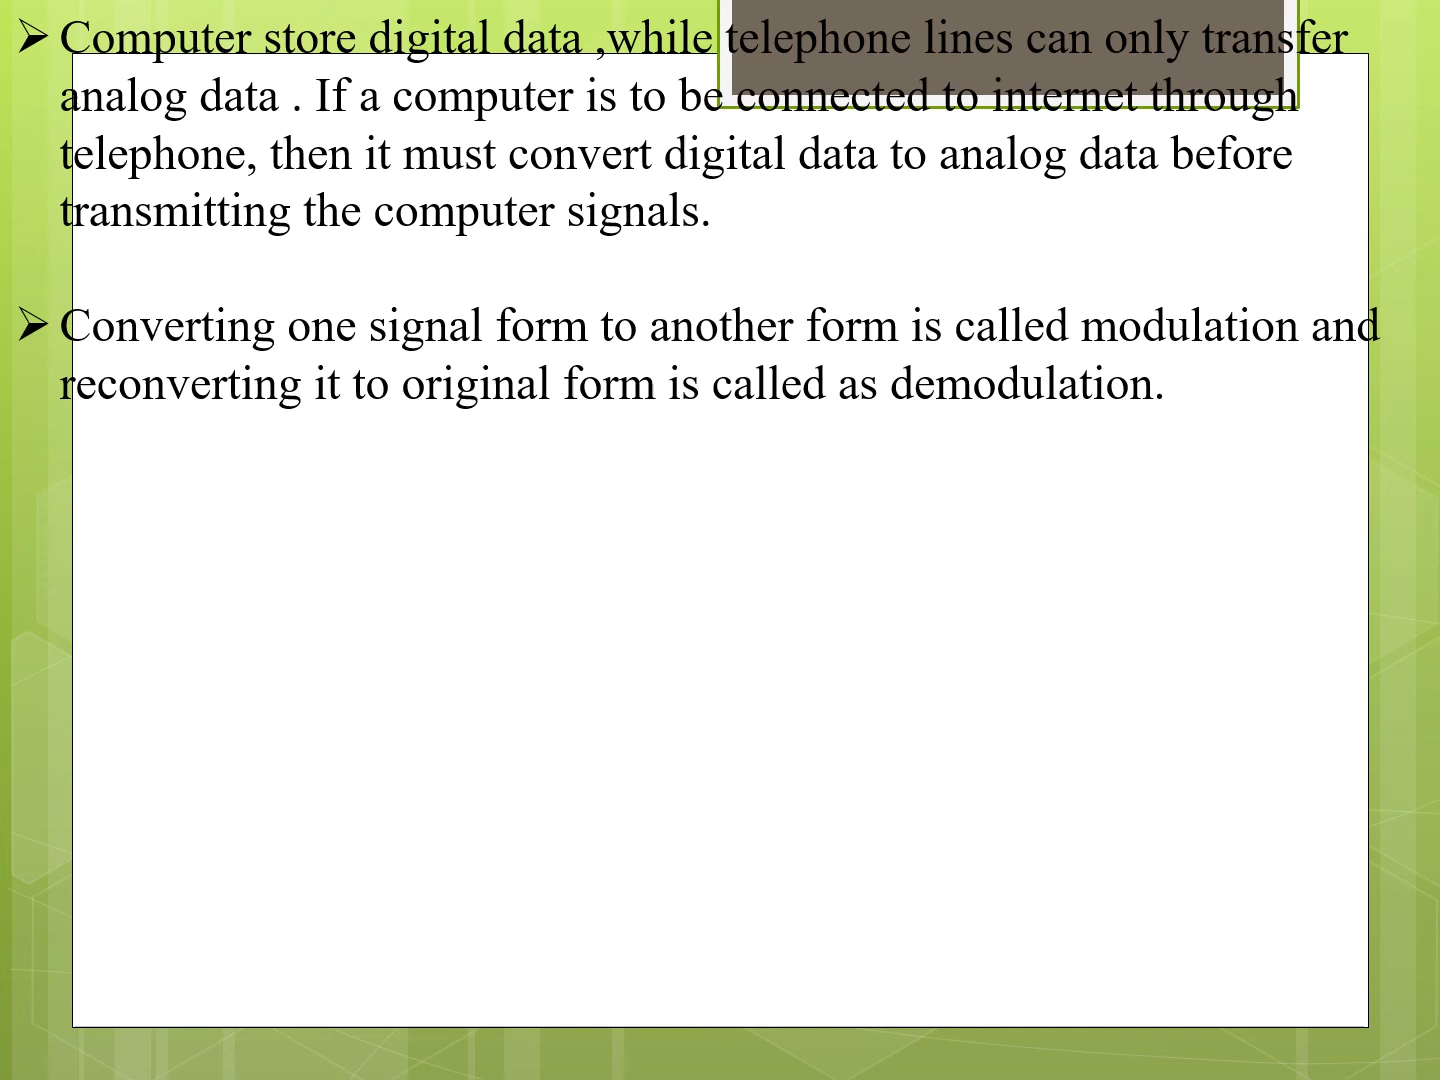 ➢Computer store digital data ,while telephone lines can only transfer
analog data . If a computer is to be connected to internet through
telephone, then it must convert digital data to analog data before
transmitting the computer signals.
➢Converting one signal form to another form is called modulation and
reconverting it to original form is called as demodulation.